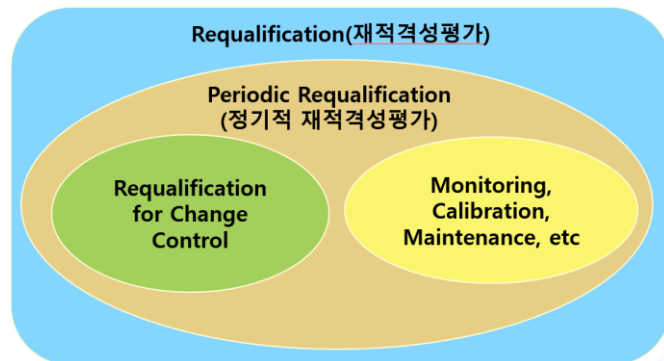 Requalification(재적격성평가)
Periodic Requalification
(정기적 재적격성평가)
Requalification
for Change
Control
Monitoring,
Calibration,
Maintenance, etc